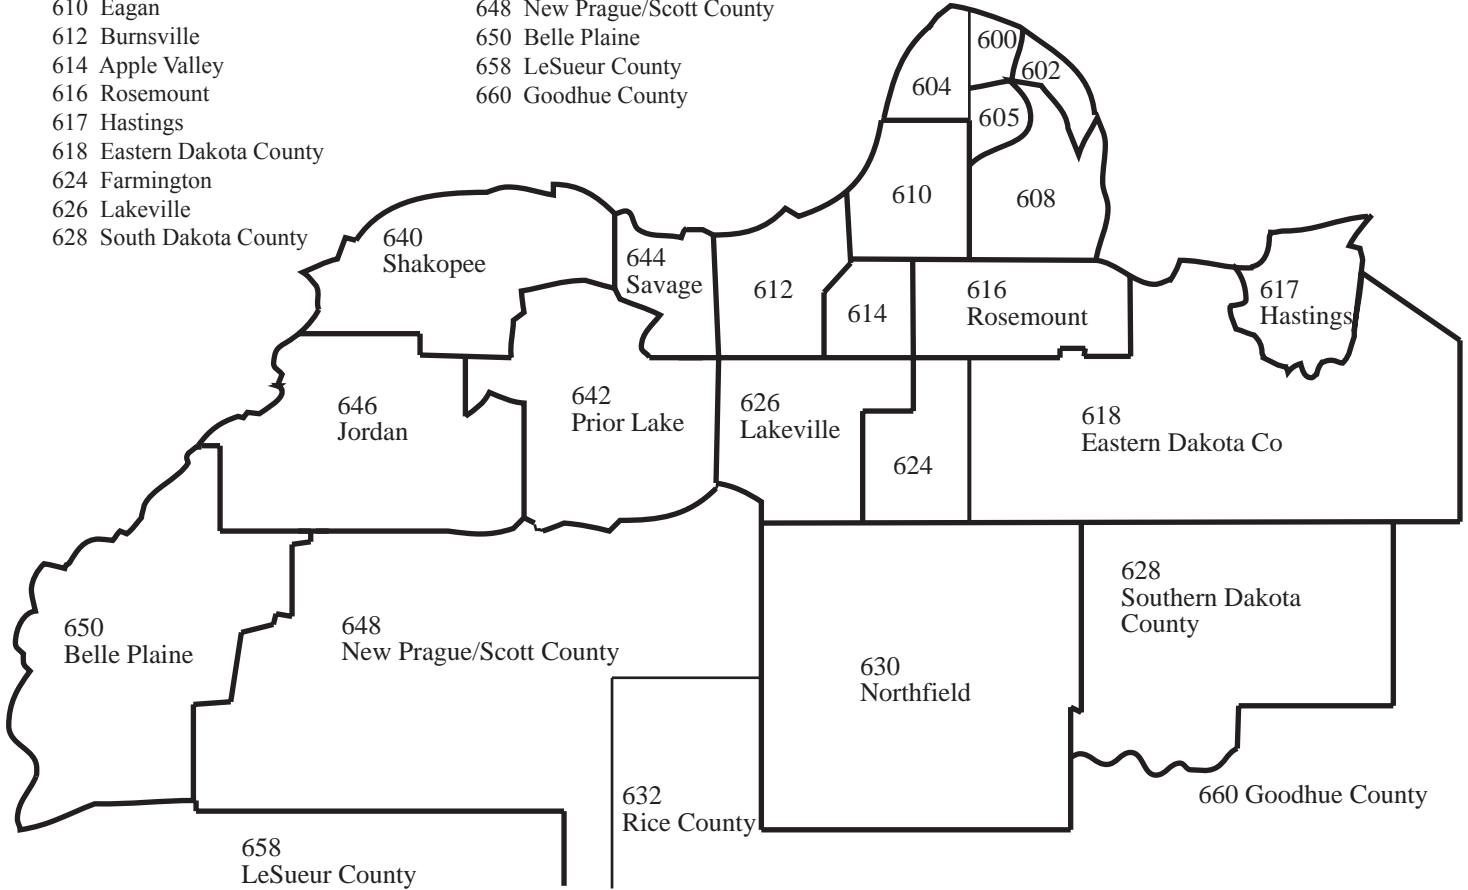 610 Eagan
612 Burnsville
614 Apple Valley
616 Rosemount
617 Hastings
618 Eastern Dakota County
624 Farmington
626 Lakeville
628 South Dakota County
648 New Prague/Scott County
650 Belle Plaine
658 LeSueur County
660 Goodhue County
600
602
604
605
610
608
640
Shakopee
644
Savage
612
614
616
Rosemount
617
Hastings
646
Jordan
642
Prior Lake
626
Lakeville
624
618
Eastern Dakota Co
650
Belle Plaine
648
New Prague/Scott County
630
Northfield
628
Southern Dakota
County
632
Rice County
660 Goodhue County
658
LeSueur County